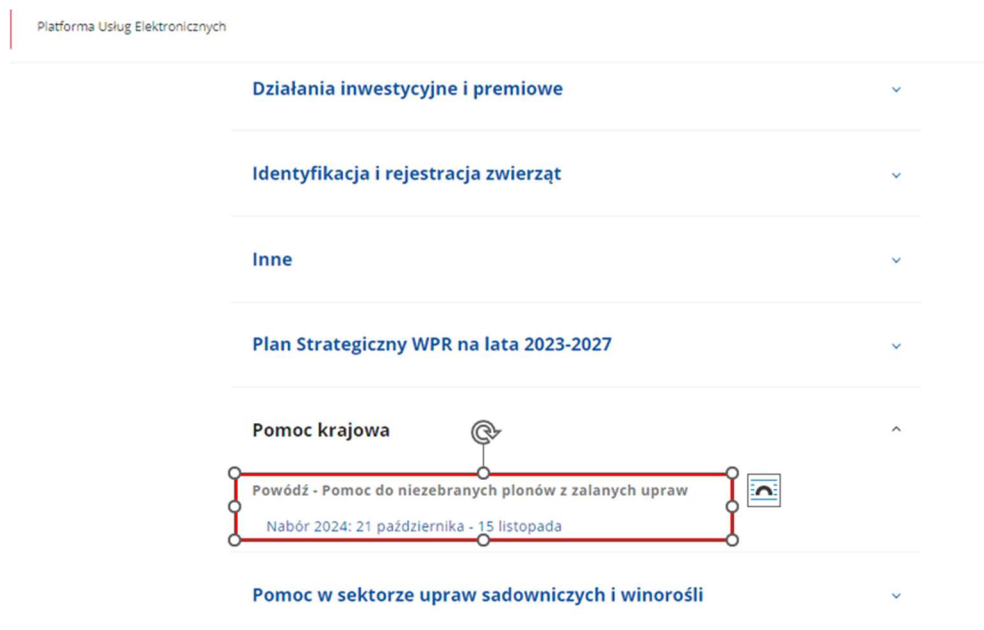 Platforma Usług Elektronicznych
Działania inwestycyjne i premiowe
Identyfikacja i rejestracja zwierząt
Inne
Plan Strategiczny WPR na lata 2023-2027
Pomoc krajowa
Powódź - Pomoc do niezebranych plonów z zalanych upraw
Nabór 2024: 21 października - 15 listopada
Pomoc w sektorze upraw sadowniczych i winorośli